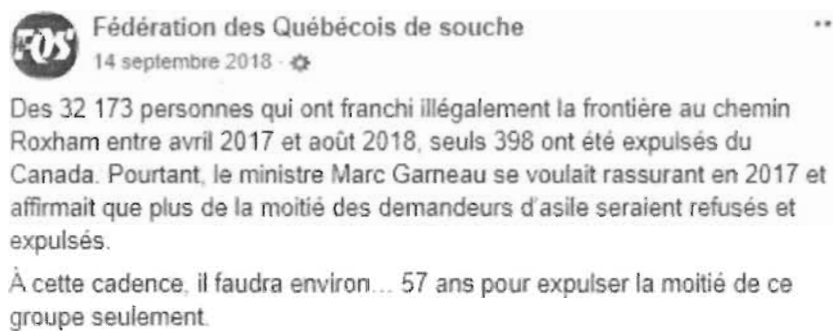 FQS
Fédération des Québécois de souche
14 septembre 2018 ·
Des 32 173 personnes qui ont franchi illégalement la frontière au chemin
Roxham entre avril 2017 et août 2018, seuls 398 ont été expulsés du
Canada. Pourtant, le ministre Marc Garneau se voulait rassurant en 2017 et
affirmait que plus de la moitié des demandeurs d'asile seraient refusés et
expulsés.
À cette cadence, il faudra environ... 57 ans pour expulser la moitié de ce
groupe seulement.